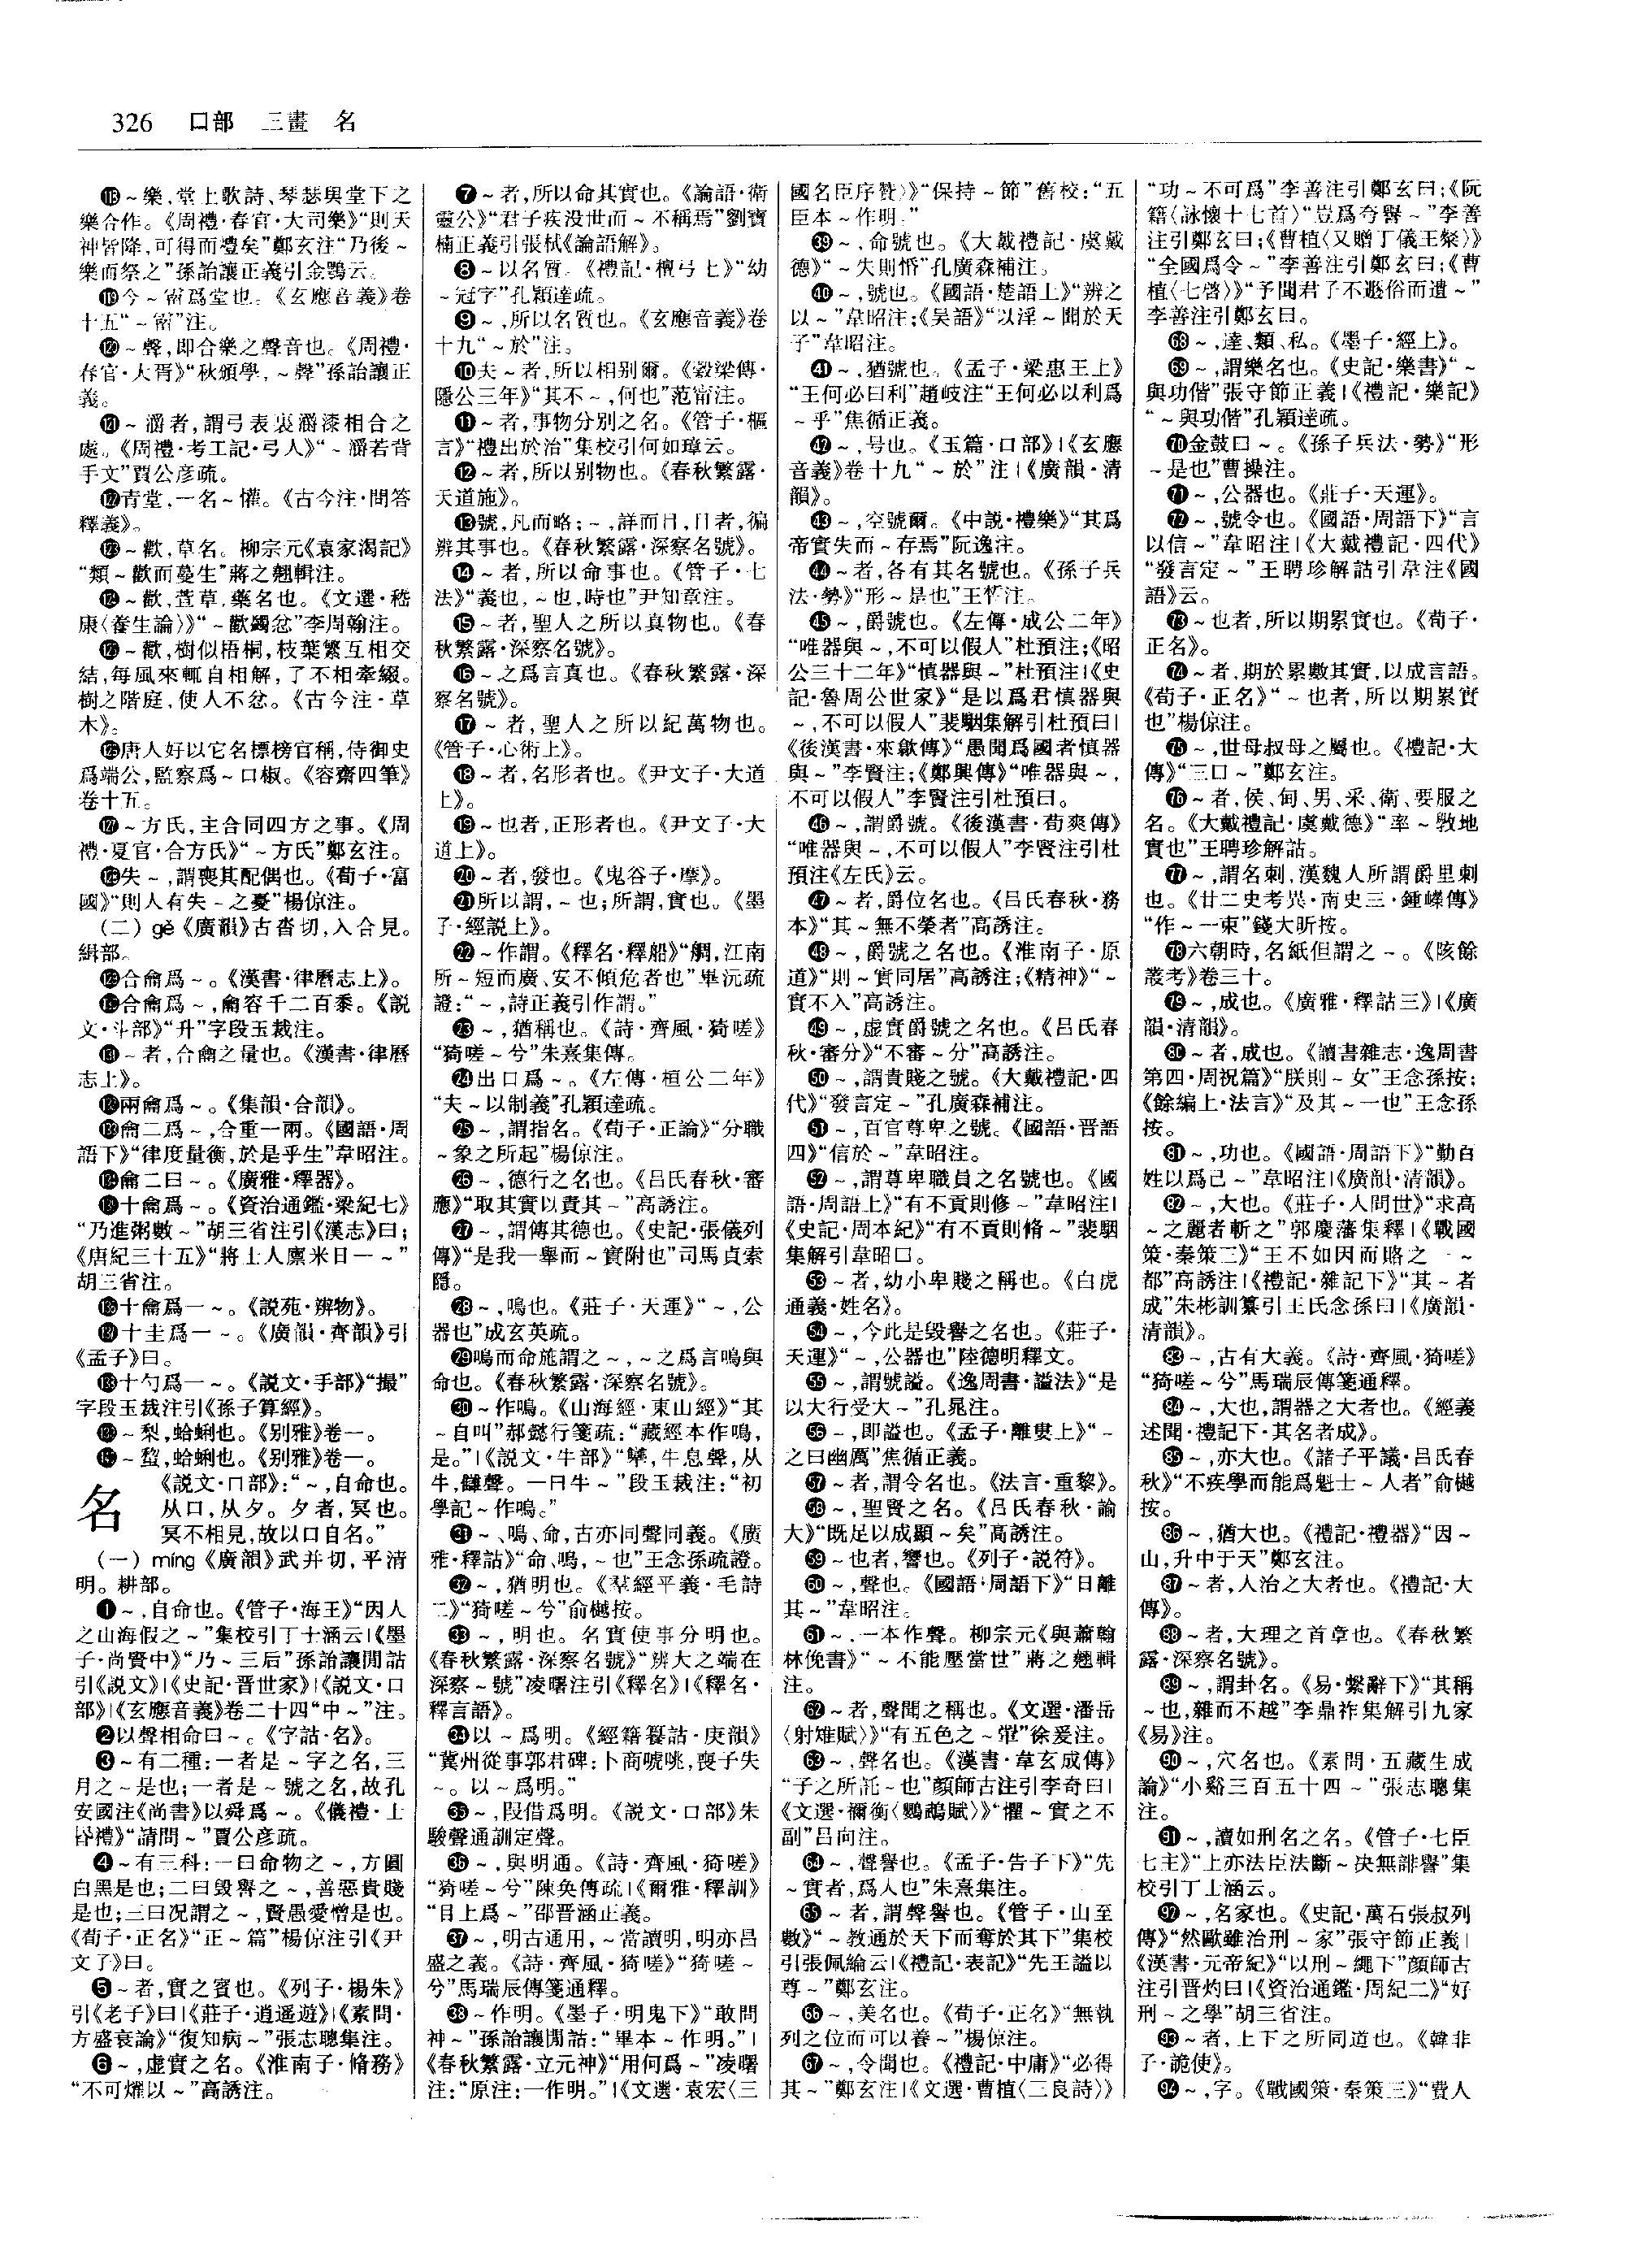 326 口部 三畫 名
⓲~樂,堂上歌詩、琴瑟與堂下之
樂合作。《周禮·春官·大司樂》“則天
神皆降,可得而禮矣”鄭玄注“乃後~
樂而祭之”孫詒讓正義引金鶚云。
今~甯爲堂也。《玄應音義》卷
十五“~甯”注。
~聲,即合樂之聲音也。《周禮·
春官·大胥》“秋頒學,~聲”孫詒讓正
義。
~灂者,謂弓表裏灂漆相合之
處。《周禮·考工記·弓人》“~灂若背
手文”賈公彦疏。
青堂,一名~懽。《古今注·問答
釋義》。
~歡,草名。柳宗元《袁家渴記》
“類~歡而蔓生”蔣之翹輯注。
~歡,萱草,藥名也。《文選·嵇
康〈養生論〉》“~歡蠲忿”李周翰注。
~歡,樹似梧桐,枝葉繁互相交
結,每風來輒自相解,了不相牽綴。
樹之階庭,使人不忿。《古今注·草
木》。
唐人好以它名標榜官稱,侍御史
爲端公,監察爲~口椒。《容齋四筆》
卷十五。
~方氏,主合同四方之事。《周
禮·夏官·合方氏》“~方氏”鄭玄注。
失~,謂喪其配偶也。《荀子·富
國》“則人有失~之憂”楊倞注。
(二) gě《廣韻》古沓切,入合見。
緝部。
合龠爲~。《漢書·律曆志上》。
合龠爲~,龠容千二百黍。《説
文·斗部》“升”字段玉裁注。
~者,合龠之量也。《漢書·律曆
志上》。
兩龠爲~。《集韻·合韻》。
龠二爲~,合重一兩。《國語·周
語下》“律度量衡,於是乎生”韋昭注。
龠二曰~。《廣雅·釋器》。
十龠爲~。《資治通鑑·梁紀七》
“乃進粥數~”胡三省注引《漢志》曰;
《唐紀三十五》“將士人廪米日一~”
胡三省注。
十龠爲一~。《説苑·辨物》。
十圭爲一~。《廣韻·齊韻》引
《孟子》曰。
十勺爲一~。《説文·手部》“撮”
字段玉裁注引《孫子算經》。
~梨,蛤蜊也。《别雅》卷一。
~蝥,蛤蜊也。《别雅》卷一。
名
《説文·口部》:“~,自命也。
从口,从夕。夕者,冥也。
冥不相見,故以口自名。”
(一) míng《廣韻》武并切,平清
明。耕部。
❶~,自命也。《管子·海王》“因人
之山海假之~”集校引丁士涵云|《墨
子·尚賢中》“乃~三后”孫詒讓閒詁
引《説文》|《史記·晋世家》|《説文·口
部》|《玄應音義》卷二十四“中~”注。
❷以聲相命曰~。《字詁·名》。
❸~有二種:一者是~字之名,三
月之~是也;一者是~號之名,故孔
安國注《尚書》以舜爲~。《儀禮·士
昏禮》“請問~”賈公彦疏。
❹~有三科:一曰命物之~,方圓
白黑是也;二曰毁譽之~,善惡貴賤
是也;三曰况謂之~,賢愚愛憎是也。
《荀子·正名》“正~篇”楊倞注引《尹
文子》曰。
❺~者,實之賓也。《列子·楊朱》
引《老子》曰|《莊子·逍遥遊》|《素問·
方盛衰論》“復知病~”張志聰集注。
❻~,虚實之名。《淮南子·脩務》
“不可爗以~”高誘注。
❼~者,所以命其實也。《論語·衛
靈公》“君子疾没世而~不稱焉”劉寶
楠正義引張栻《論語解》。
❽~以名質。《禮記·檀弓上》“幼
~冠字”孔穎達疏。
❾~,所以名質也。《玄應音義》卷
十九“~於”注。
❿夫~者,所以相别爾。《穀梁傳·
隱公三年》“其不~,何也”范甯注。
⓫~者,事物分别之名。《管子·樞
言》“禮出於治”集校引何如璋云。
⓬~者,所以别物也。《春秋繁露·
天道施》。
⓭號,凡而略;~,詳而目,目者,徧
辨其事也。《春秋繁露·深察名號》。
⓮~者,所以命事也。《管子·七
法》“義也,~也,時也”尹知章注。
⓯~者,聖人之所以真物也。《春
秋繁露·深察名號》。
⓰~之爲言真也。《春秋繁露·深
察名號》。
⓱~者,聖人之所以紀萬物也。
《管子·心術上》。
⓲~者,名形者也。《尹文子·大道
上》。
⓳~也者,正形者也。《尹文子·大
道上》。
⓴~者,發也。《鬼谷子·摩》。
㉑所以謂,~也;所謂,實也。《墨
子·經説上》。
㉒~作謂。《釋名·釋船》“䑠,江南
所~短而廣、安不傾危者也”畢沅疏
證:“~,詩正義引作謂。”
㉓~,猶稱也。《詩·齊風·猗嗟》
“猗嗟~兮”朱熹集傳。
㉔出口爲~。《左傳·桓公二年》
“夫~以制義”孔穎達疏。
㉕~,謂指名。《荀子·正論》“分職
~象之所起”楊倞注。
㉖~,德行之名也。《吕氏春秋·審
應》“取其實以責其~”高誘注。
㉗~,謂傳其德也。《史記·張儀列
傳》“是我一舉而~實附也”司馬貞索
隱。
㉘~,鳴也。《莊子·天運》“~,公
器也”成玄英疏。
㉙鳴而命施謂之~,~之爲言鳴與
命也。《春秋繁露·深察名號》。
㉚~作鳴。《山海經·東山經》“其
~自叫”郝懿行箋疏:“藏經本作鳴,
是。”|《説文·牛部》“犨,牛息聲,从
牛,雔聲。一曰牛~”段玉裁注:“初
學記~作鳴。”
㉛~、鳴、命,古亦同聲同義。《廣
雅·釋詁》“命、鳴,~也”王念孫疏證。
㉜~,猶明也。《羣經平義·毛詩
二》“猗嗟~兮”俞樾按。
㉝~,明也。名實使事分明也。
《春秋繁露·深察名號》“辨大之端在
深察~號”凌曙注引《釋名》|《釋名·
釋言語》。
㉞以~爲明。《經籍籑詁·庚韻》
“冀州從事郭君碑:卜商唬咷,喪子失
~。以~爲明。”
㉟~,叚借爲明。《説文·口部》朱
駿聲通訓定聲。
㊱~,與明通。《詩·齊風·猗嗟》
“猗嗟~兮”陳奂傳疏|《爾雅·釋訓》
“目上爲~”邵晋涵正義。
㊲~,明古通用,~當讀明,明亦昌
盛之義。《詩·齊風·猗嗟》“猗嗟~
兮”馬瑞辰傳箋通釋。
㊳~作明。《墨子·明鬼下》“敢問
神~”孫詒讓閒詁:“畢本~作明。”|
《春秋繁露·立元神》“用何爲~”凌曙
注:“原注:一作明。”|《文選·袁宏〈三
國名臣序贊〉》“保持~節”舊校:“五
臣本~作明。”
㊴~,命號也。《大戴禮記·虞戴
德》“~失則惛”孔廣森補注。
㊵~,號也。《國語·楚語上》“辨之
以~”韋昭注;《吴語》“以淫~聞於天
子”韋昭注。
㊶~,猶號也。《孟子·梁惠王上》
“王何必曰利”趙岐注“王何必以利爲
~乎”焦循正義。
㊷~,号也。《玉篇·口部》|《玄應
音義》卷十九“~於”注|《廣韻·清
韻》。
㊸~,空號爾。《中説·禮樂》“其爲
帝實失而~存焉”阮逸注。
㊹~者,各有其名號也。《孫子兵
法·勢》“形~是也”王晳注。
㊺~,爵號也。《左傳·成公二年》
“唯器與~,不可以假人”杜預注;《昭
公三十二年》“慎器與~”杜預注|《史
記·魯周公世家》“是以爲君慎器與
~,不可以假人”裴駰集解引杜預曰|
《後漢書·來歙傳》“愚聞爲國者慎器
與~”李賢注;《鄭興傳》“唯器與~,
不可以假人”李賢注引杜預曰。
㊻~,謂爵號。《後漢書·荀爽傳》
“唯器與~,不可以假人”李賢注引杜
預注《左氏》云。
㊼~者,爵位名也。《吕氏春秋·務
本》“其~無不榮者”高誘注。
㊽~,爵號之名也。《淮南子·原
道》“則~實同居”高誘注;《精神》“~
實不入”高誘注。
㊾~,虚實爵號之名也。《吕氏春
秋·審分》“不審~分”高誘注。
㊿~,謂貴賤之號。《大戴禮記·四
代》“發言定~”孔廣森補注。
51~,百官尊卑之號。《國語·晋語
四》“信於~”韋昭注。
52~,謂尊卑職員之名號也。《國
語·周語上》“有不貢則修~”韋昭注|
《史記·周本紀》“有不貢則脩~”裴駰
集解引韋昭曰。
53~者,幼小卑賤之稱也。《白虎
通義·姓名》。
54~,今此是毁譽之名也。《莊子·
天運》“~,公器也”陸德明釋文。
55~,謂號謚。《逸周書·謚法》“是
以大行受大~”孔晁注。
56~,即謚也。《孟子·離婁上》“~
之曰幽厲”焦循正義。
57~者,謂令名也。《法言·重黎》。
58~,聖賢之名。《吕氏春秋·諭
大》“既足以成顯~矣”高誘注。
59~也者,響也。《列子·説符》。
60~,聲也。《國語·周語下》“日離
其~”韋昭注。
61~,一本作聲。柳宗元《與蕭翰
林俛書》“~不能壓當世”蔣之翹輯
注。
62~者,聲聞之稱也。《文選·潘岳
〈射雉賦〉》“有五色之~翬”徐爰注。
63~,聲名也。《漢書·韋玄成傳》
“子之所託~也”顔師古注引李奇曰|
《文選·禰衡〈鸚鵡賦〉》“懼~實之不
副”吕向注。
64~,聲譽也。《孟子·告子下》“先
~實者,爲人也”朱熹集注。
65~者,謂聲譽也。《管子·山至
數》“~教通於天下而奪於其下”集校
引張佩綸云|《禮記·表記》“先王謚以
尊~”鄭玄注。
66~,美名也。《荀子·正名》“無執
列之位而可以養~”楊倞注。
67~,令聞也。《禮記·中庸》“必得
其~”鄭玄注|《文選·曹植〈三良詩〉》
“功~不可爲”李善注引鄭玄曰;《阮
籍〈詠懷十七首〉》“豈爲夸譽~”李善
注引鄭玄曰;《曹植〈又贈丁儀王粲〉》
“全國爲令~”李善注引鄭玄曰;《曹
植〈七啓〉》“予聞君子不遯俗而遺~”
李善注引鄭玄曰。
68~,達、類、私。《墨子·經上》。
69~,謂樂名也。《史記·樂書》“~
與功偕”張守節正義|《禮記·樂記》
“~與功偕”孔穎達疏。
70金鼓曰~。《孫子兵法·勢》“形
~是也”曹操注。
71~,公器也。《莊子·天運》。
72~,號令也。《國語·周語下》“言
以信~”韋昭注|《大戴禮記·四代》
“發言定~”王聘珍解詁引韋注《國
語》云。
73~也者,所以期累實也。《荀子·
正名》。
74~者,期於累數其實,以成言語。
《荀子·正名》“~也者,所以期累實
也”楊倞注。
75~,世母叔母之屬也。《禮記·大
傳》“三曰~”鄭玄注。
76~者,侯、甸、男、采、衛、要服之
名。《大戴禮記·虞戴德》“率~斆地
實也”王聘珍解詁。
77~,謂名刺,漢魏人所謂爵里刺
也。《廿二史考異·南史三·鍾嶸傳》
“作~一束”錢大昕按。
78六朝時,名紙但謂之~。《陔餘
叢考》卷三十。
79~,成也。《廣雅·釋詁三》|《廣
韻·清韻》。
80~者,成也。《讀書雜志·逸周書
第四·周祝篇》“朕則~女”王念孫按;
《餘編上·法言》“及其~一也”王念孫
按。
81~,功也。《國語·周語下》“勤百
姓以爲己~”韋昭注|《廣韻·清韻》。
82~,大也。《莊子·人間世》“求高
~之麗者斬之”郭慶藩集釋|《戰國
策·秦策二》“王不如因而賂之一~
都”高誘注|《禮記·雜記下》“其~者
成”朱彬訓纂引王氏念孫曰|《廣韻·
清韻》。
83~,古有大義。《詩·齊風·猗嗟》
“猗嗟~兮”馬瑞辰傳箋通釋。
84~,大也,謂器之大者也。《經義
述聞·禮記下·其名者成》。
85~,亦大也。《諸子平議·吕氏春
秋》“不疾學而能爲魁士~人者”俞樾
按。
86~,猶大也。《禮記·禮器》“因~
山,升中于天”鄭玄注。
87~者,人治之大者也。《禮記·大
傳》。
88~者,大理之首章也。《春秋繁
露·深察名號》。
89~,謂卦名。《易·繫辭下》“其稱
~也,雜而不越”李鼎祚集解引九家
《易》注。
90~,穴名也。《素問·五藏生成
論》“小谿三百五十四~”張志聰集
注。
91~,讀如刑名之名。《管子·七臣
七主》“上亦法臣法斷~决無誹譽”集
校引丁士涵云。
92~,名家也。《史記·萬石張叔列
傳》“然歐雖治刑~家”張守節正義|
《漢書·元帝紀》“以刑~繩下”顔師古
注引晋灼曰|《資治通鑑·周紀二》“好
刑~之學”胡三省注。
93~者,上下之所同道也。《韓非
子·詭使》。
94~,字。《戰國策·秦策三》“費人